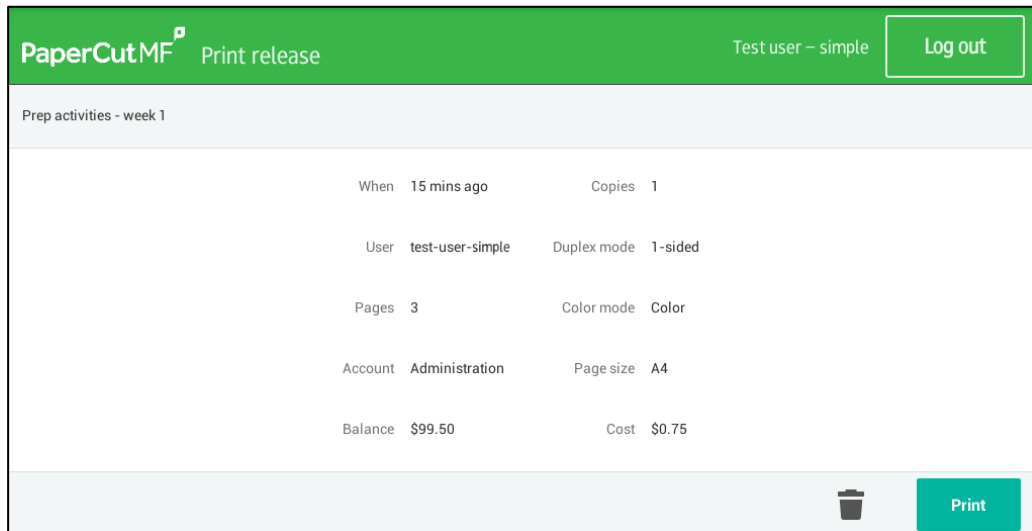 PaperCutMF Print release Test user – simple Log out
Prep activities - week 1
When 15 mins ago Copies 1
User test-user-simple Duplex mode 1-sided
Pages 3 Color mode Color
Account Administration Page size A4
Balance $99.50 Cost $0.75
Print